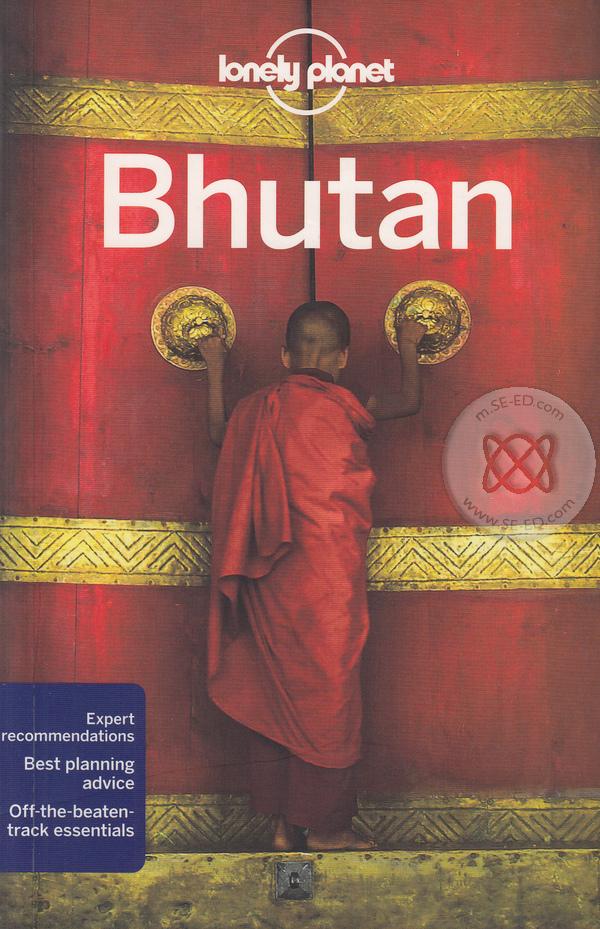 lonely planet
Bhutan
m.SE-ED.com
www.SE-ED.com
Expert
recommendations
Best planning
advice
Off-the-beaten-
track essentials